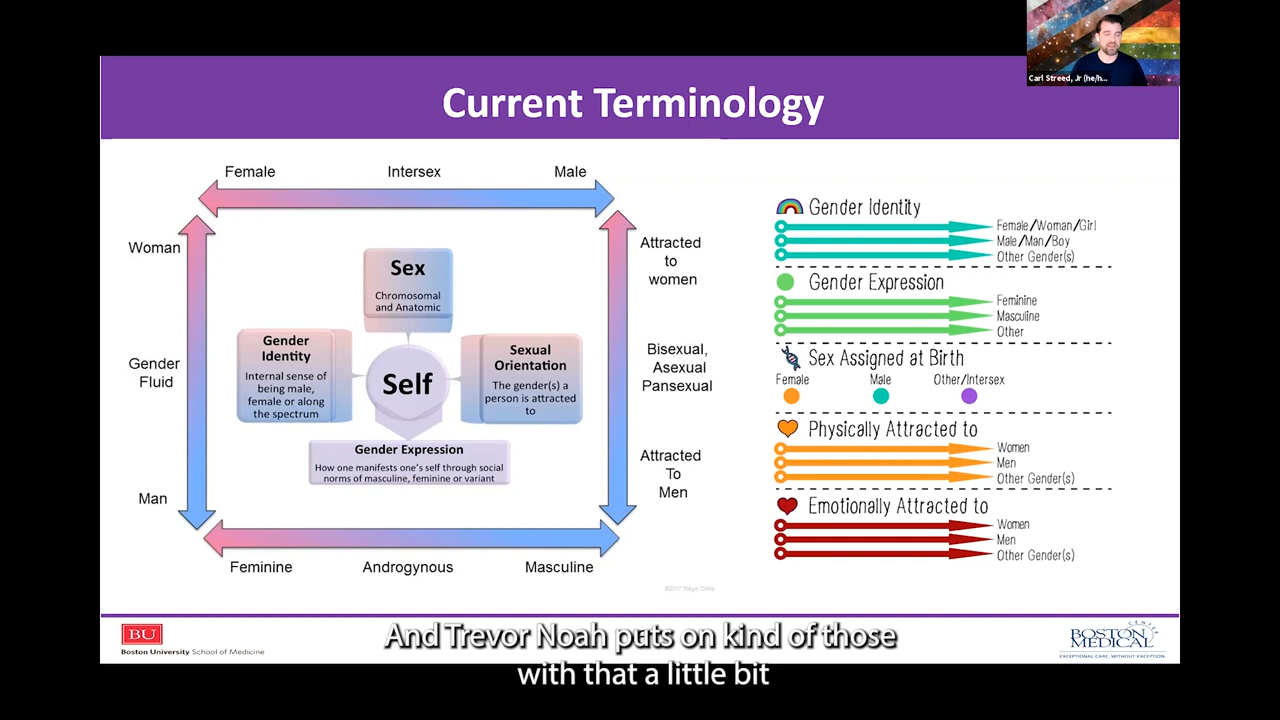 Carl Streed, Jr (he/h...
Current Terminology
Female
Intersex
Male
Woman
Gender
Fluid
Man
Sex
Chromosomal
and Anatomic
Gender
Identity
Internal sense of
being male,
female or along
the spectrum
Self
Sexual
Orientation
The gender(s) a
person is attracted
to
Gender Expression
How one manifests one's self through social
norms of masculine, feminine or variant
Attracted
to
women
Bisexual,
Asexual
Pansexual
Attracted
To
Men
Feminine
Androgynous
Masculine
©2017 Mayo Clinic
Gender Identity
Female/Woman/Girl
Male/Man/Boy
Other Gender(s)
Gender Expression
Feminine
Masculine
Other
Sex Assigned at Birth
Female
Male
Other/Intersex
Physically Attracted to
Women
Men
Other Gender(s)
Emotionally Attracted to
Women
Men
Other Gender(s)
BU
Boston University School of Medicine
BOSTON
MEDICAL
CENTER
EXCEPTIONAL CARE. WITHOUT EXCEPTION.
And Trevor Noah puts on kind of those
with that a little bit